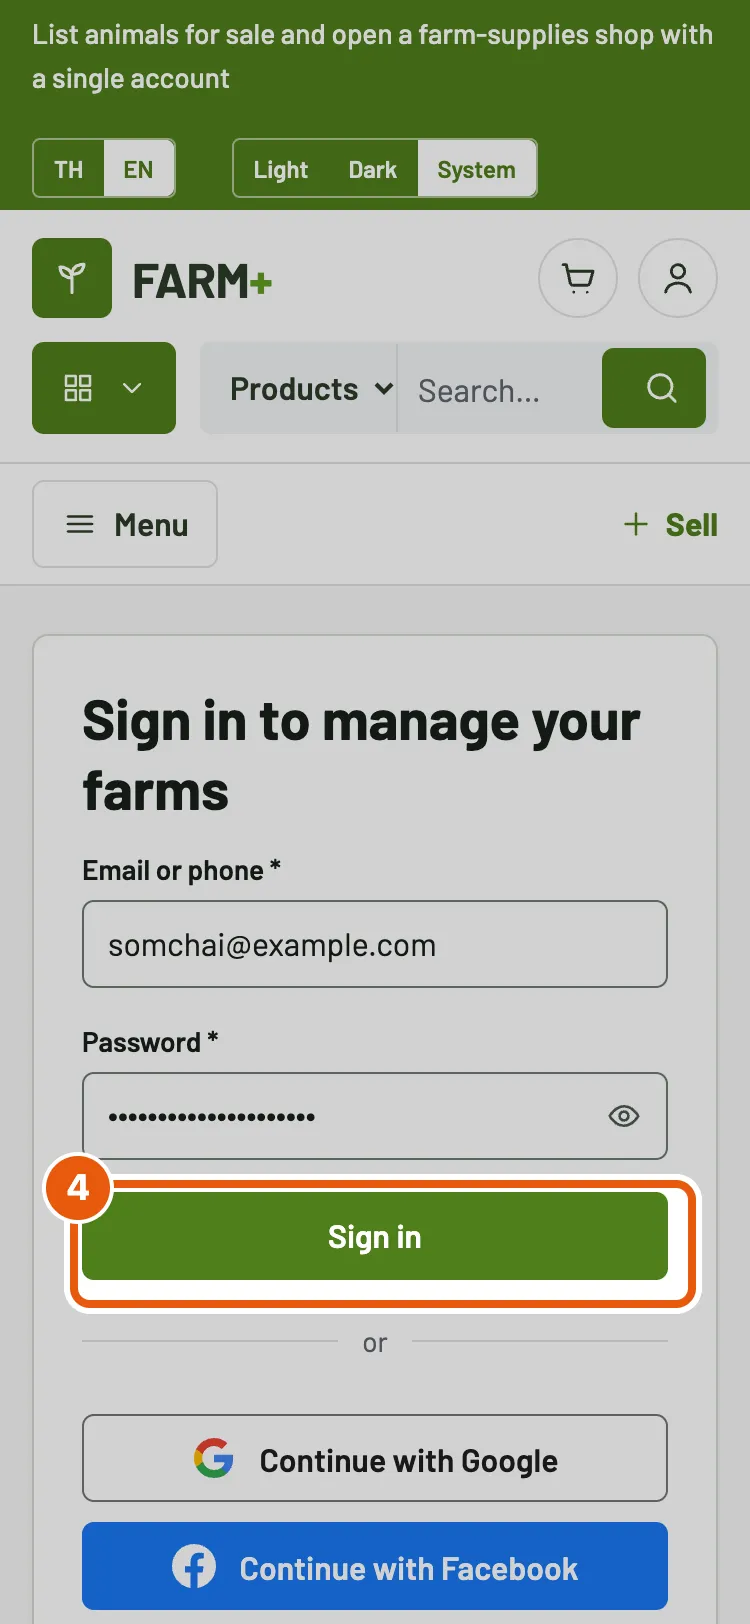 List animals for sale and open a farm-supplies shop with
a single account
TH EN Light Dark System
FARM+
Products Search...
Menu + Sell
Sign in to manage your
farms
Email or phone *
somchai@example.com
Password *
•••••••••••••••••••••
4
Sign in
or
Continue with Google
Continue with Facebook